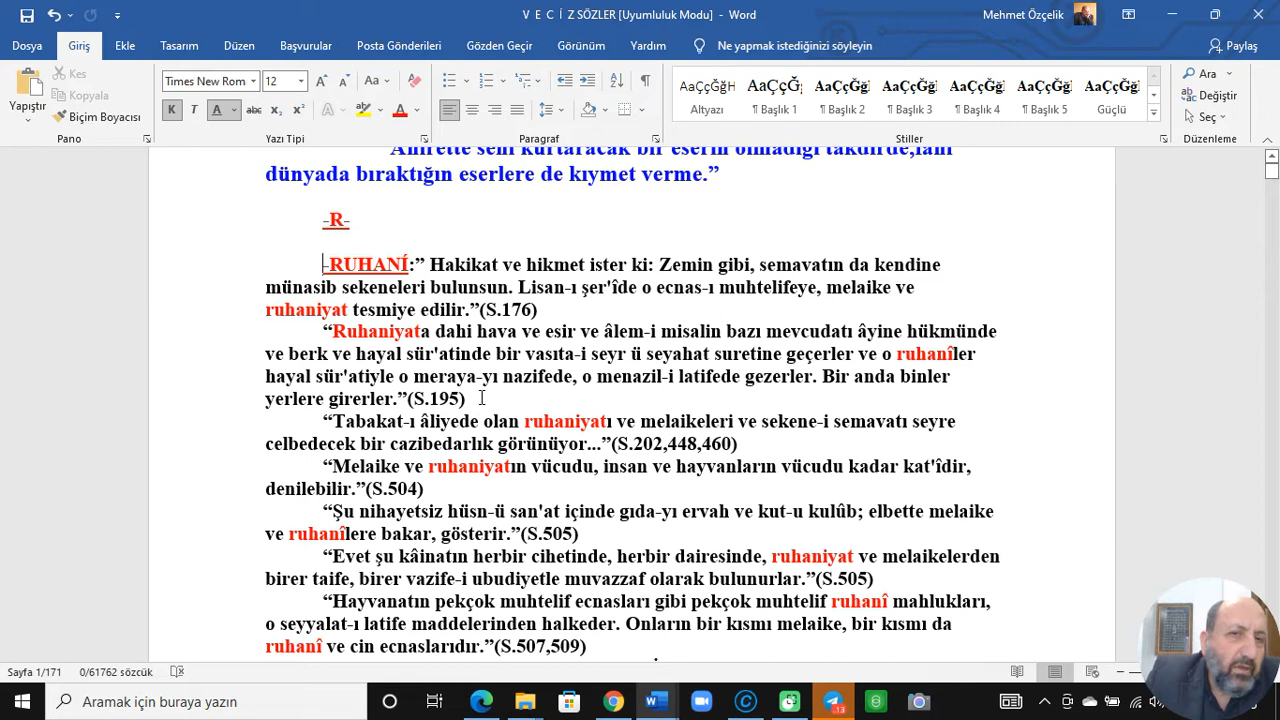 V E C İ Z SÖZLER [Uyumluluk Modu] - Word
Mehmet Özçelik
Dosya Giriş Ekle Tasarım Düzen Başvurular Posta Gönderileri Gözden Geçir Görünüm Yardım Ne yapmak istediğinizi söyleyin Paylaş
Yapıştır
Kes
Kopyala
Biçim Boyacısı
Times New Rom 12
Altyazı
¶ Başlık 1
¶ Başlık 2
¶ Başlık 3
¶ Başlık 4
¶ Başlık 5
Güçlü
Ara
Değiştir
Seç
Pano Yazı Tipi Paragraf Stiller Düzenleme
Ahirette seni kurtaracak bir eserin olmadığı takdirde,fani
dünyada bıraktığın eserlere de kıymet verme.”
-R-
-RUHANÍ:” Hakikat ve hikmet ister ki: Zemin gibi, semavatın da kendine
münasib sekeneleri bulunsun. Lisan-ı şer'îde o ecnas-ı muhtelifeye, melaike ve
ruhaniyat tesmiye edilir.”(S.176)
“Ruhaniyata dahi hava ve esir ve âlem-i misalin bazı mevcudatı âyine hükmünde
ve berk ve hayal sür'atinde bir vasıta-i seyr ü seyahat suretine geçerler ve o ruhanîler
hayal sür'atiyle o meraya-yı nazifede, o menazil-i latifede gezerler. Bir anda binler
yerlere girerler.”(S.195)
“Tabakat-ı âliyede olan ruhaniyatı ve melaikeleri ve sekene-i semavatı seyre
celbedecek bir cazibedarlık görünüyor...”(S.202,448,460)
“Melaike ve ruhaniyatın vücudu, insan ve hayvanların vücudu kadar kat'îdir,
denilebilir.”(S.504)
“Şu nihayetsiz hüsn-ü san'at içinde gıda-yı ervah ve kut-u kulûb; elbette melaike
ve ruhanîlere bakar, gösterir.”(S.505)
“Evet şu kâinatın herbir cihetinde, herbir dairesinde, ruhaniyat ve melaikelerden
birer taife, birer vazife-i ubudiyetle muvazzaf olarak bulunurlar.”(S.505)
“Hayvanatın pekçok muhtelif ecnasları gibi pekçok muhtelif ruhanî mahlukları,
o seyyalat-ı latife maddelerinden halkeder. Onların bir kısmı melaike, bir kısmı da
ruhanî ve cin ecnaslarıdır.”(S.507,509)
Sayfa 1/171 0/61762 sözcük
Aramak için buraya yazın
13